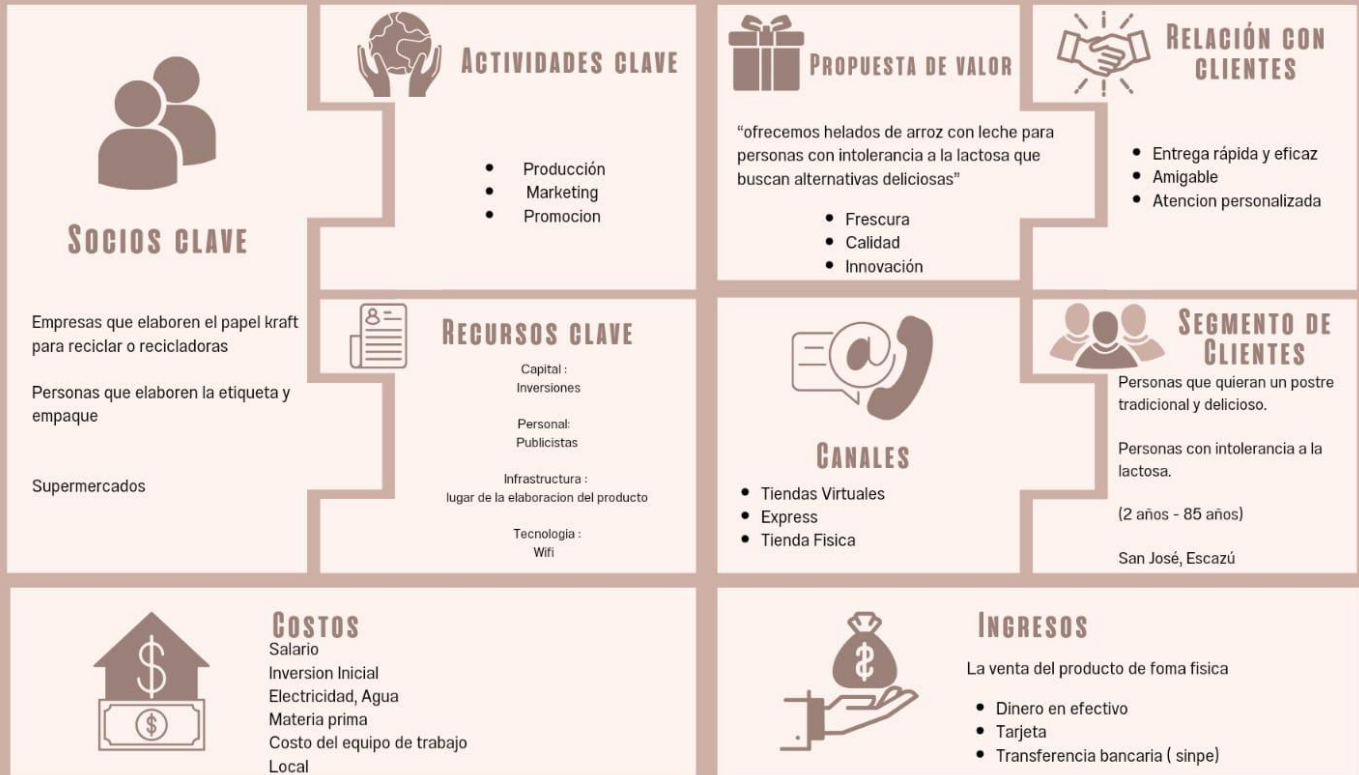 SOCIOS CLAVE
Empresas que elaboren el papel kraft
para reciclar o recicladoras
Personas que elaboren la etiqueta y
empaque
Supermercados
ACTIVIDADES CLAVE
• Producción
• Marketing
• Promocion
RECURSOS CLAVE
Capital :
Inversiones
Personal:
Publicistas
Infrastructura :
lugar de la elaboracion del producto
Tecnologia :
Wifi
PROPUESTA DE VALOR
“ofrecemos helados de arroz con leche para
personas con intolerancia a la lactosa que
buscan alternativas deliciosas”
• Frescura
• Calidad
• Innovación
RELACIÓN CON
CLIENTES
• Entrega rápida y eficaz
• Amigable
• Atencion personalizada
CANALES
• Tiendas Virtuales
• Express
• Tienda Fisica
SEGMENTO DE
CLIENTES
Personas que quieran un postre
tradicional y delicioso.
Personas con intolerancia a la
lactosa.
(2 años - 85 años)
San José, Escazú
COSTOS
Salario
Inversion Inicial
Electricidad, Agua
Materia prima
Costo del equipo de trabajo
Local
INGRESOS
La venta del producto de foma fisica
• Dinero en efectivo
• Tarjeta
• Transferencia bancaria ( sinpe)